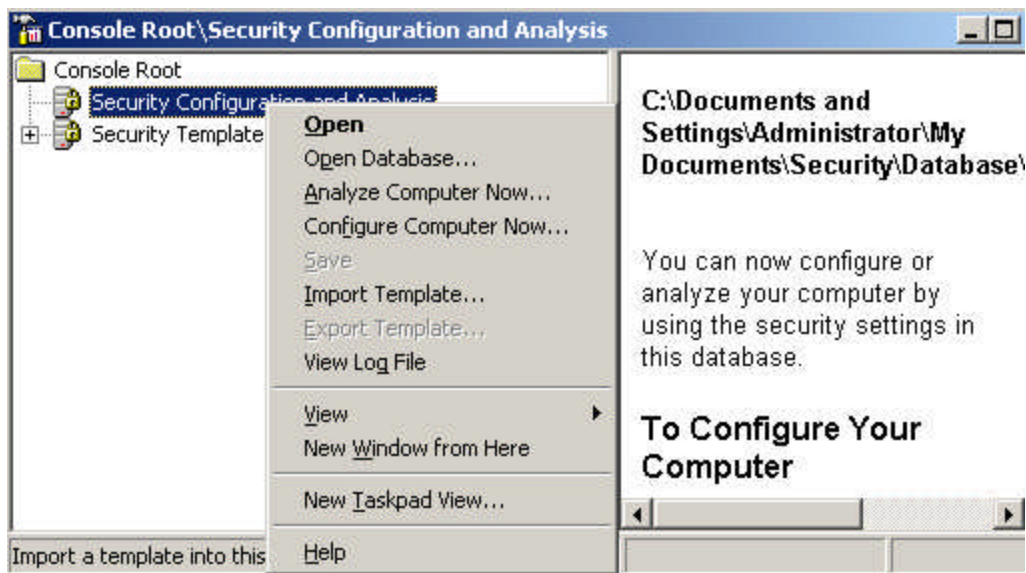 Console Root\Security Configuration and Analysis
Console Root
Security Configuration and Analysis
Security Template
Open
Open Database...
Analyze Computer Now...
Configure Computer Now...
Save
Import Template...
Export Template...
View Log File
View
New Window from Here
New Taskpad View...
Help
C:\Documents and
Settings\Administrator\My
Documents\Security\Database\
You can now configure or
analyze your computer by
using the security settings in
this database.
To Configure Your
Computer
Import a template into this